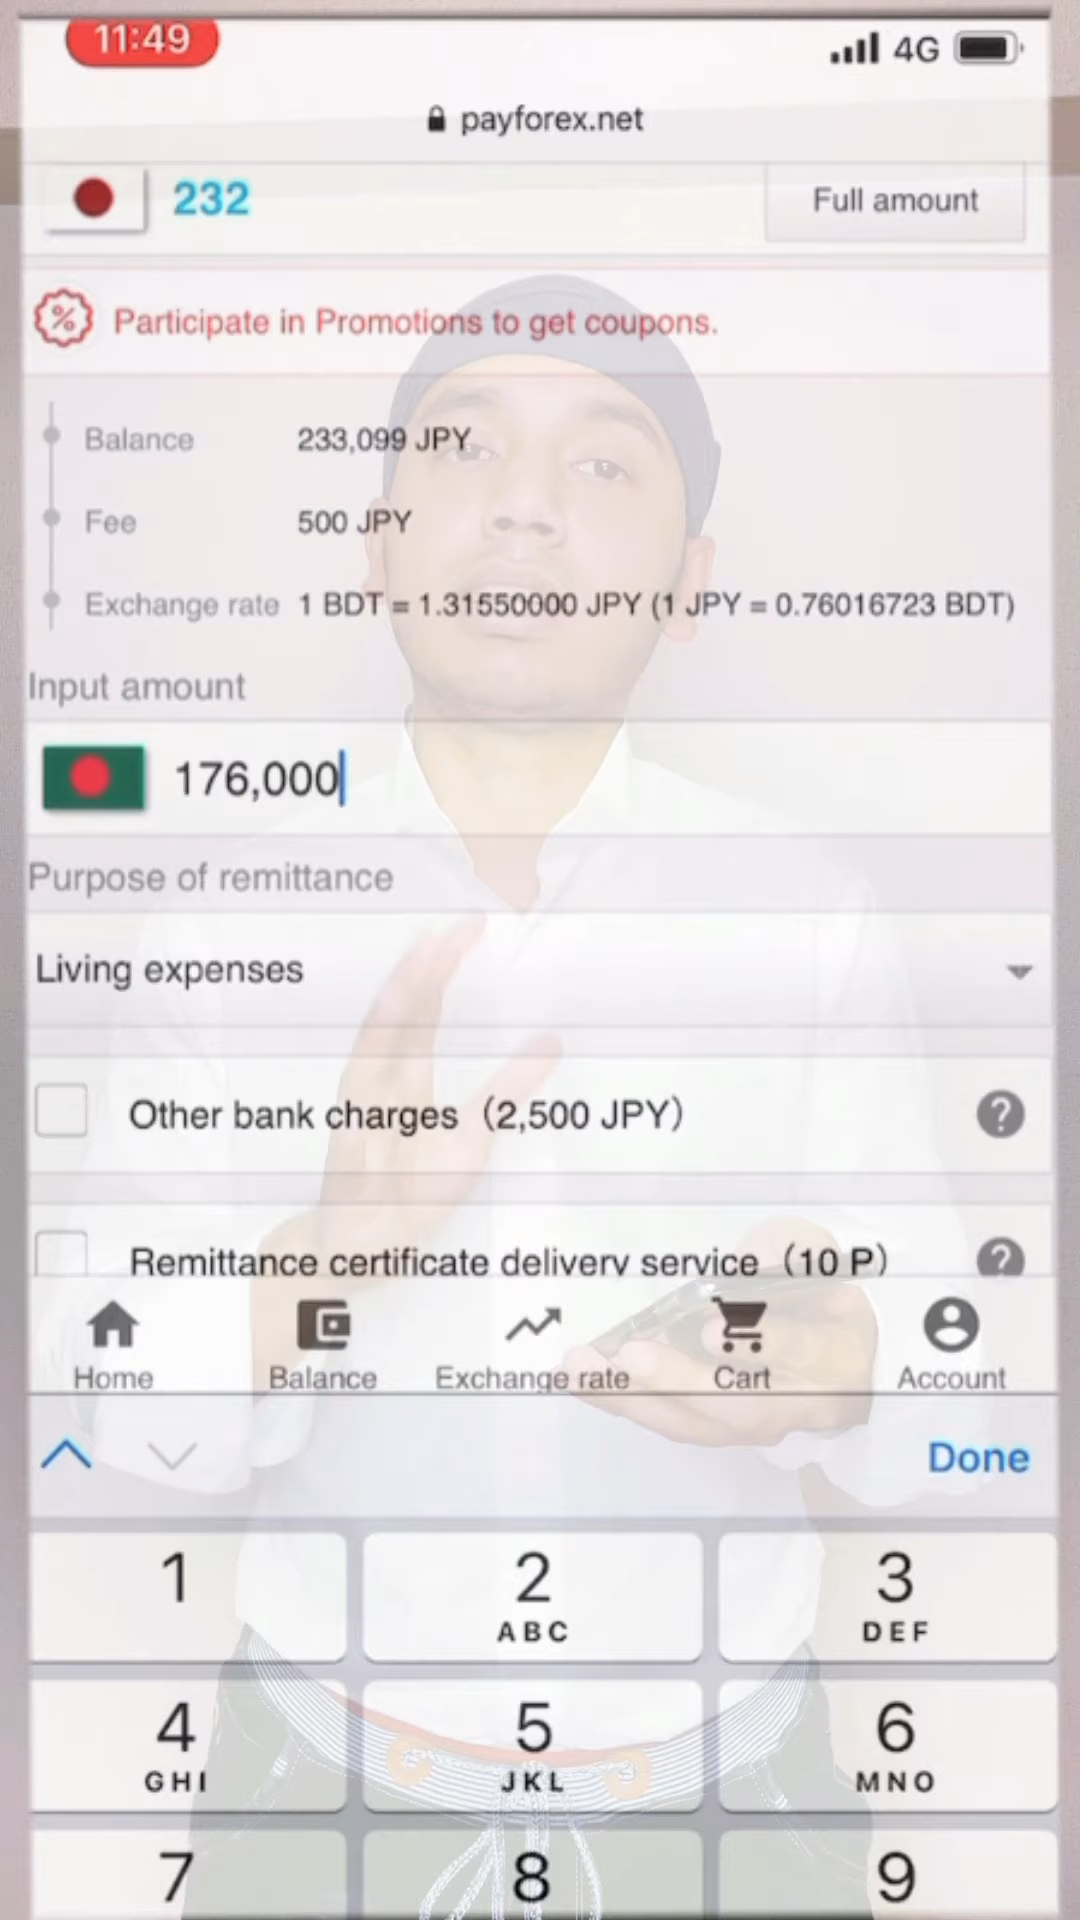 11:49 4G
payforex.net
232 Full amount
Participate in Promotions to get coupons.
Balance 233,099 JPY
Fee 500 JPY
Exchange rate 1 BDT = 1.31550000 JPY (1 JPY = 0.76016723 BDT)
Input amount
176,000
Purpose of remittance
Living expenses
Other bank charges（2,500 JPY）
?
Remittance certificate delivery service（10 P）
?
Home Balance Exchange rate Cart Account
Done
1 2 3
ABC DEF
4 5 6
GHI JKL MNO
7 8 9